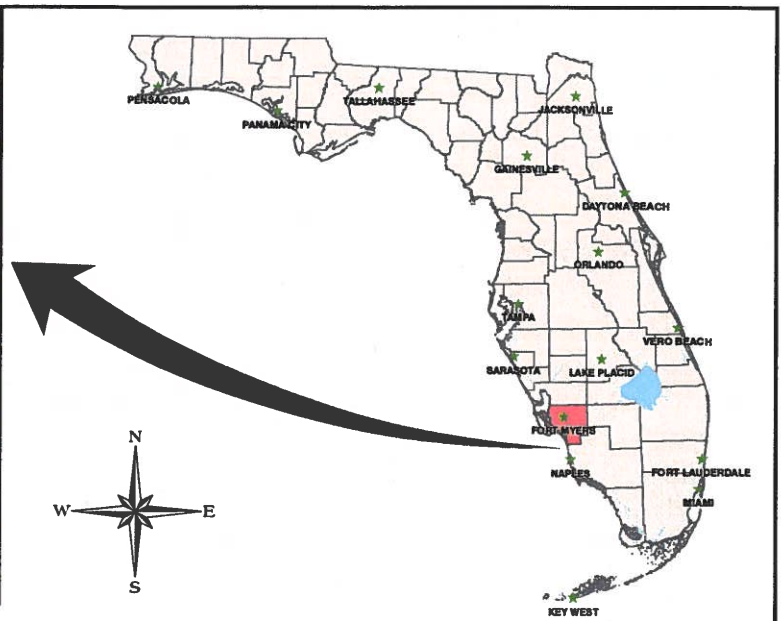 PENSACOLA
PANAMA CITY
TALLAHASSEE
JACKSONVILLE
GAINESVILLE
DAYTONA BEACH
ORLANDO
TAMPA
VERO BEACH
SARASOTA
LAKE PLACID
FORT MYERS
NAPLES
FORT LAUDERDALE
MIAMI
KEY WEST
N
W E
S